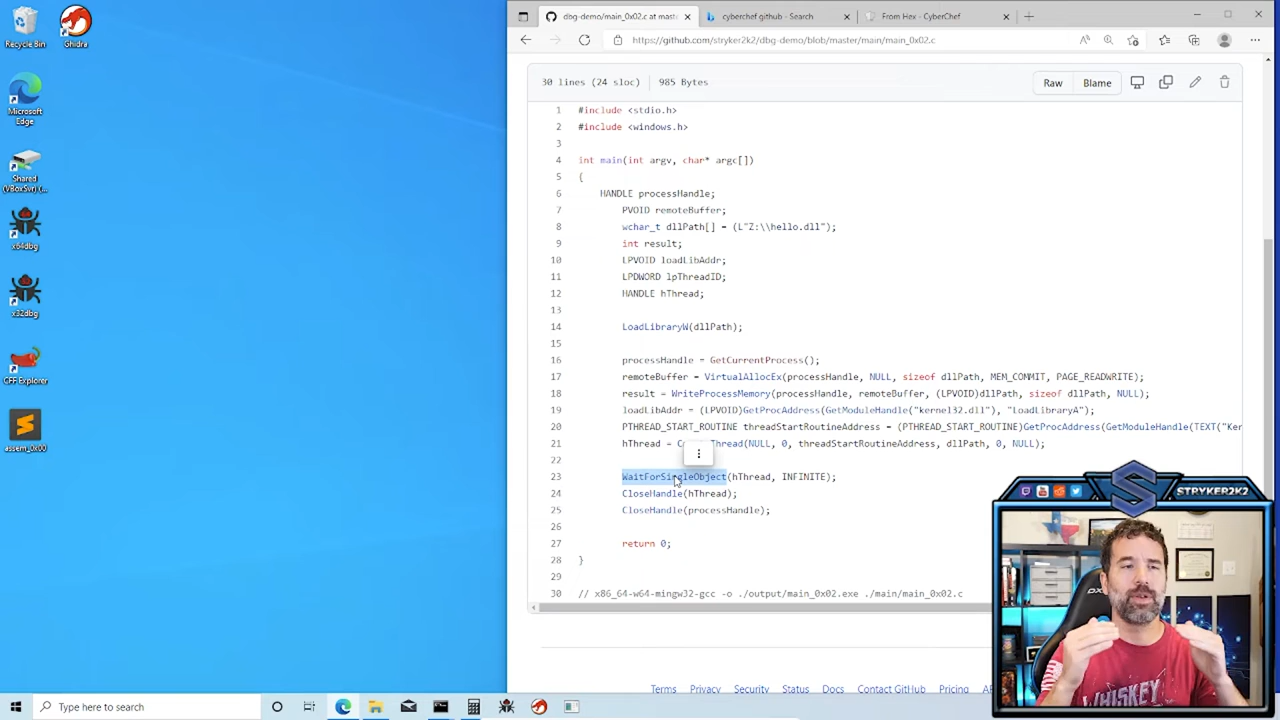 Recycle Bin
Ghidra
Microsoft
Edge
Shared
(VBoxSvr) (...
x64dbg
x32dbg
CFF Explorer
assem_0x00
dbg-demo/main_0x02.c at mast
cyberchef github - Search
From Hex - CyberChef
https://github.com/stryker2k2/dbg-demo/blob/master/main/main_0x02.c
30 lines (24 sloc) 985 Bytes
Raw Blame
1 #include <stdio.h>
2 #include <windows.h>
3
4 int main(int argv, char* argc[])
5 {
6 HANDLE processHandle;
7 PVOID remoteBuffer;
8 wchar_t dllPath[] = (L"Z:\\hello.dll");
9 int result;
10 LPVOID loadLibAddr;
11 LPDWORD lpThreadID;
12 HANDLE hThread;
13
14 LoadLibraryW(dllPath);
15
16 processHandle = GetCurrentProcess();
17 remoteBuffer = VirtualAllocEx(processHandle, NULL, sizeof dllPath, MEM_COMMIT, PAGE_READWRITE);
18 result = WriteProcessMemory(processHandle, remoteBuffer, (LPVOID)dllPath, sizeof dllPath, NULL);
19 loadLibAddr = (LPVOID)GetProcAddress(GetModuleHandle("kernel32.dll"), "LoadLibraryA");
20 PTHREAD_START_ROUTINE threadStartRoutineAddress = (PTHREAD_START_ROUTINE)GetProcAddress(GetModuleHandle(TEXT("Ker
21 hThread = C Thread(NULL, 0, threadStartRoutineAddress, dllPath, 0, NULL);
22
23 WaitForSingleObject(hThread, INFINITE);
24 CloseHandle(hThread);
25 CloseHandle(processHandle);
26
27 return 0;
28 }
29
30 // x86_64-w64-mingw32-gcc -o ./output/main_0x02.exe ./main/main_0x02.c
Terms Privacy Security Status Docs Contact GitHub Pricing
STRYKER2K2
WHISKEY
Type here to search